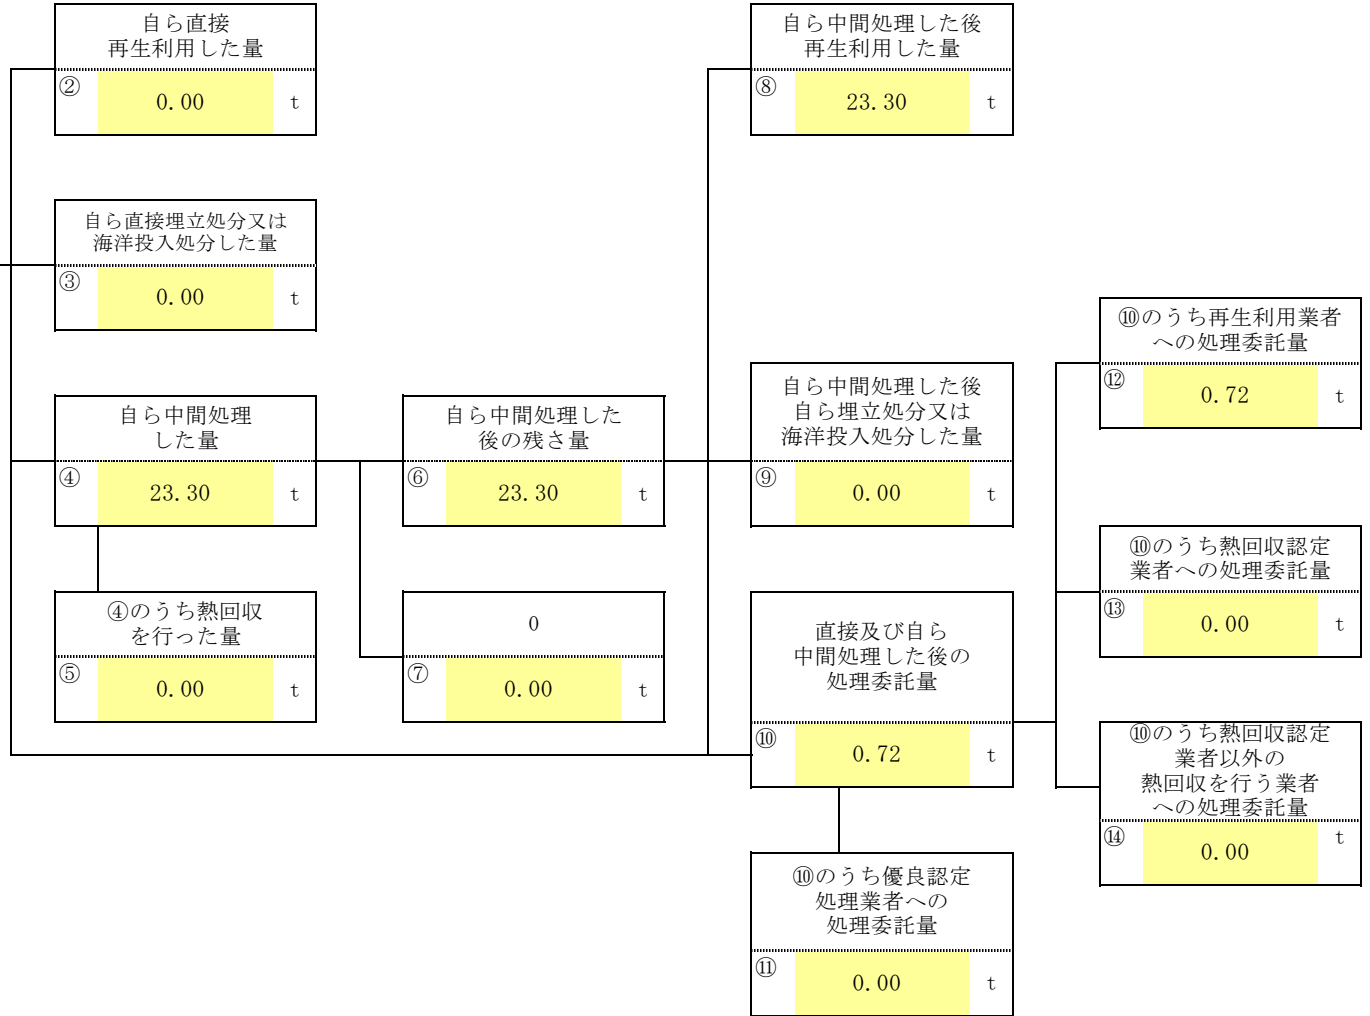 自ら直接
再生利用した量
②
0.00
t
自ら直接埋立処分又は
海洋投入処分した量
③
0.00
t
自ら中間処理
した量
④
23.30
t
④のうち熱回収
を行った量
⑤
0.00
t
自ら中間処理した
後の残さ量
⑥
23.30
t
0
⑦
0.00
t
自ら中間処理した後
再生利用した量
⑧
23.30
t
自ら中間処理した後
自ら埋立処分又は
海洋投入処分した量
⑨
0.00
t
直接及び自ら
中間処理した後の
処理委託量
⑩
0.72
t
⑩のうち優良認定
処理業者への
処理委託量
⑪
0.00
t
⑩のうち再生利用業者
への処理委託量
⑫
0.72
t
⑩のうち熱回収認定
業者への処理委託量
⑬
0.00
t
⑩のうち熱回収認定
業者以外の
熱回収を行う業者
への処理委託量
⑭
0.00
t